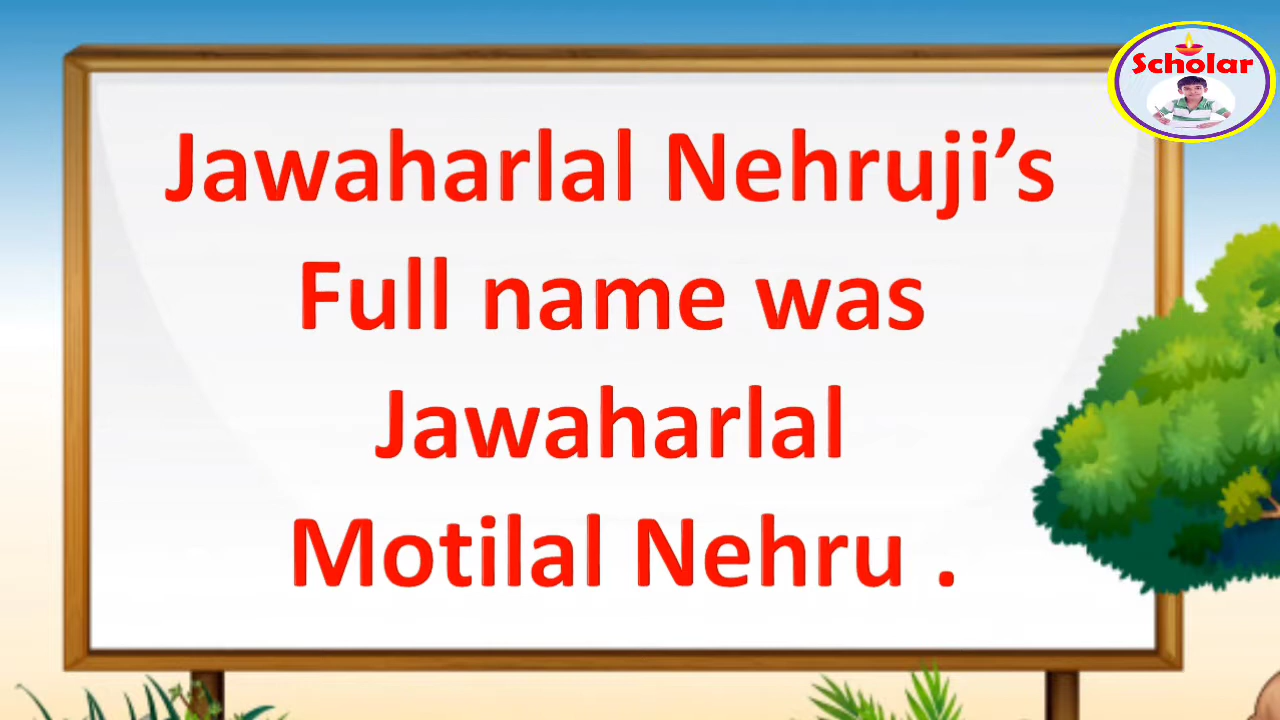 Scholar
Jawaharlal Nehruji’s
Full name was
Jawaharlal
Motilal Nehru .